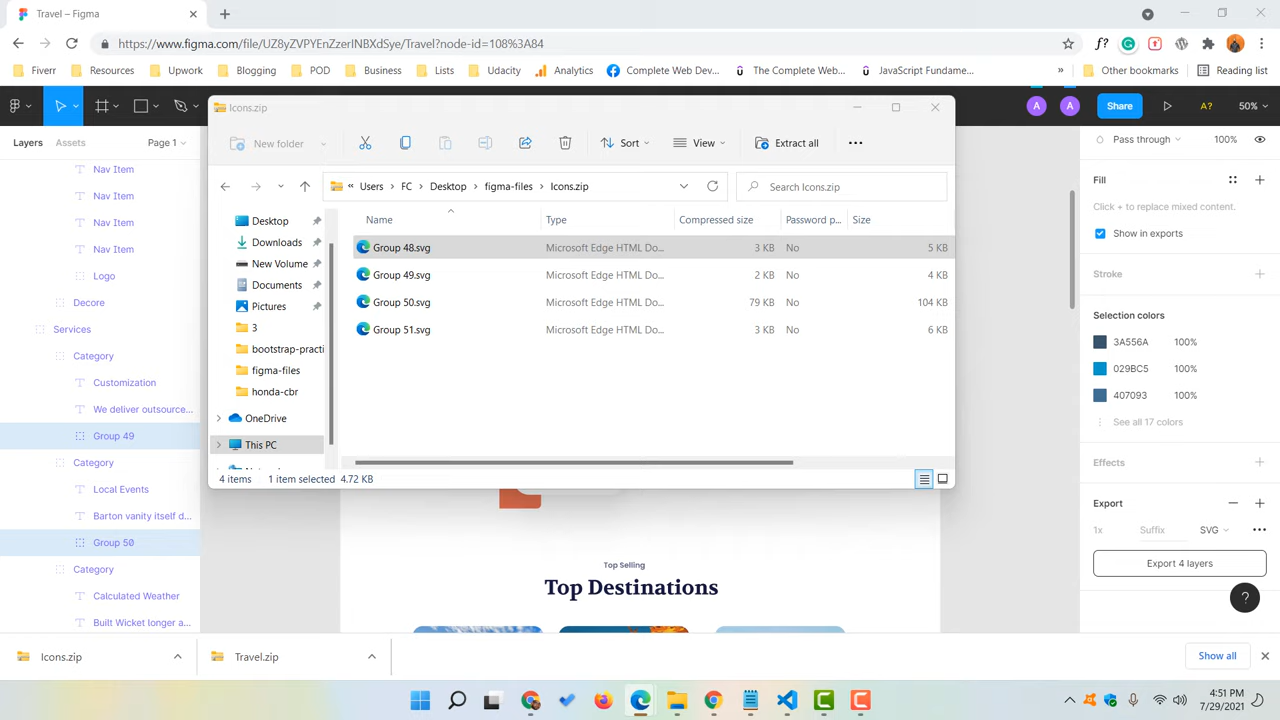 Travel – Figma
https://www.figma.com/file/UZ8yZVPYEnZzerINBXdSye/Travel?node-id=108%3A84
Fiverr
Resources
Upwork
Blogging
POD
Business
Lists
Udacity
Analytics
Complete Web Dev...
The Complete Web...
JavaScript Fundame...
»
Other bookmarks
Reading list
A
A
Share
A?
50%
Layers
Assets
Page 1
Nav Item
Nav Item
Nav Item
Nav Item
Logo
Decore
Services
Category
Customization
We deliver outsource...
Group 49
Category
Local Events
Barton vanity itself d...
Group 50
Category
Calculated Weather
Built Wicket longer a...
Icons.zip
New folder
Sort
View
Extract all
« Users > FC > Desktop > figma-files > Icons.zip
Search Icons.zip
Desktop
Downloads
New Volume
Documents
Pictures
3
bootstrap-practi
figma-files
honda-cbr
OneDrive
This PC
Name Type Compressed size Password p... Size
Group 48.svg Microsoft Edge HTML Do... 3 KB No 5 KB
Group 49.svg Microsoft Edge HTML Do... 2 KB No 4 KB
Group 50.svg Microsoft Edge HTML Do... 79 KB No 104 KB
Group 51.svg Microsoft Edge HTML Do... 3 KB No 6 KB
4 items 1 item selected 4.72 KB
Top Selling
Top Destinations
Pass through 100%
Fill
Click + to replace mixed content.
Show in exports
Stroke
Selection colors
3A556A 100%
029BC5 100%
407093 100%
See all 17 colors
Effects
Export
1x Suffix SVG
Export 4 layers
?
Icons.zip
Travel.zip
Show all
4:51 PM
7/29/2021